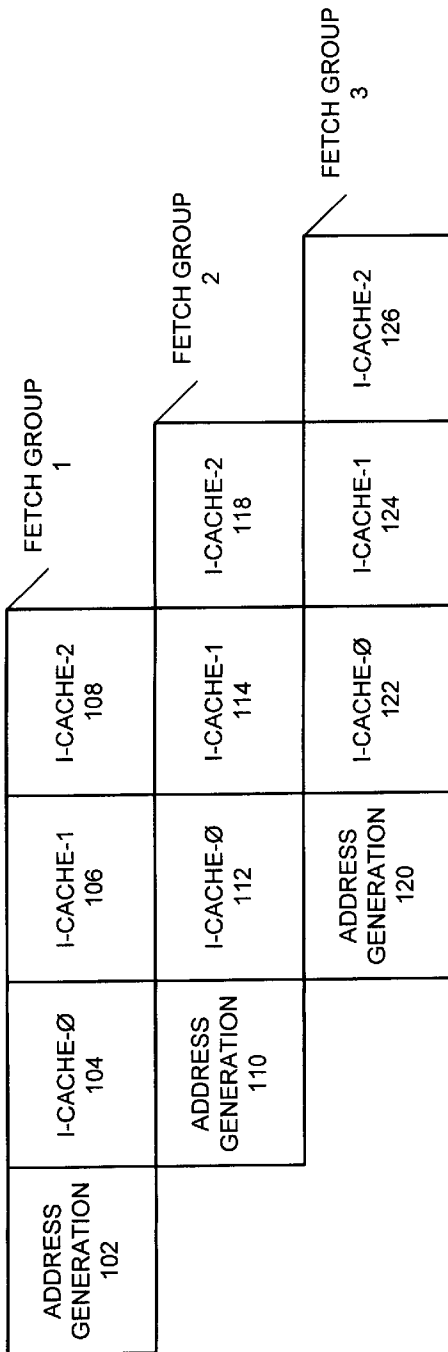 ADDRESS
GENERATION
102
I-CACHE-Ø
104
I-CACHE-1
106
I-CACHE-2
108
FETCH GROUP
1
ADDRESS
GENERATION
110
I-CACHE-Ø
112
I-CACHE-1
114
I-CACHE-2
118
FETCH GROUP
2
ADDRESS
GENERATION
120
I-CACHE-Ø
122
I-CACHE-1
124
I-CACHE-2
126
FETCH GROUP
3